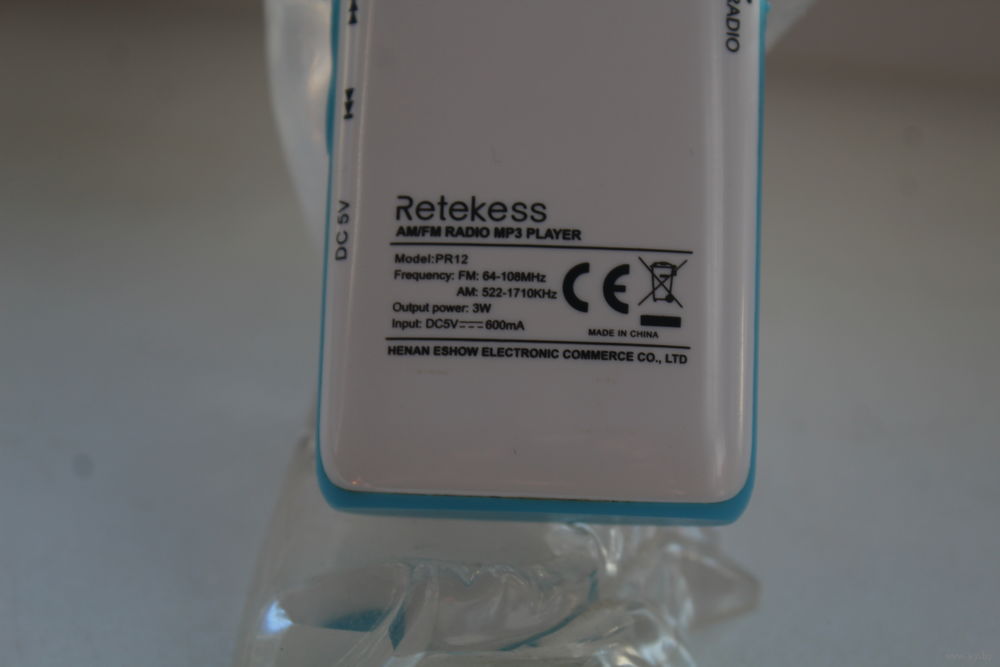 RADIO
DC 5V
Retekess
AM/FM RADIO MP3 PLAYER
Model:PR12
Frequency: FM: 64-108MHz
AM: 522-1710KHz
Output power: 3W
Input: DC5V⎓600mA
CE
MADE IN CHINA
HENAN ESHOW ELECTRONIC COMMERCE CO., LTD